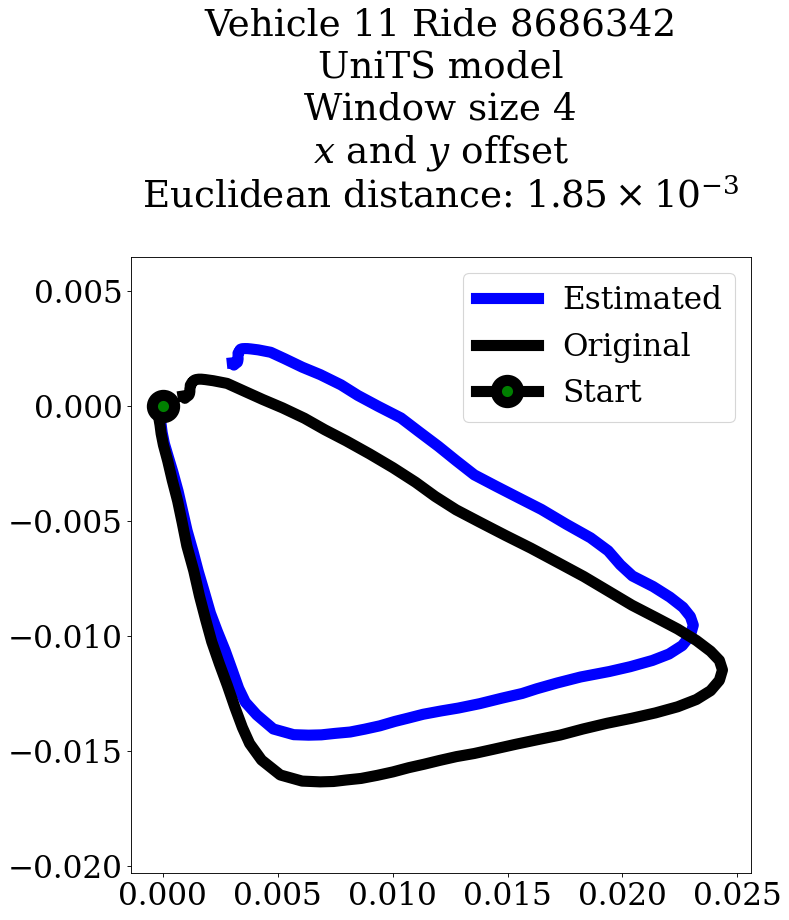 Vehicle 11 Ride 8686342
UniTS model
Window size 4
x and y offset
Euclidean distance: 1.85 × 10⁻³
Estimated
Original
Start
0.005
0.000
−0.005
−0.010
−0.015
−0.020
0.000 0.005 0.010 0.015 0.020 0.025